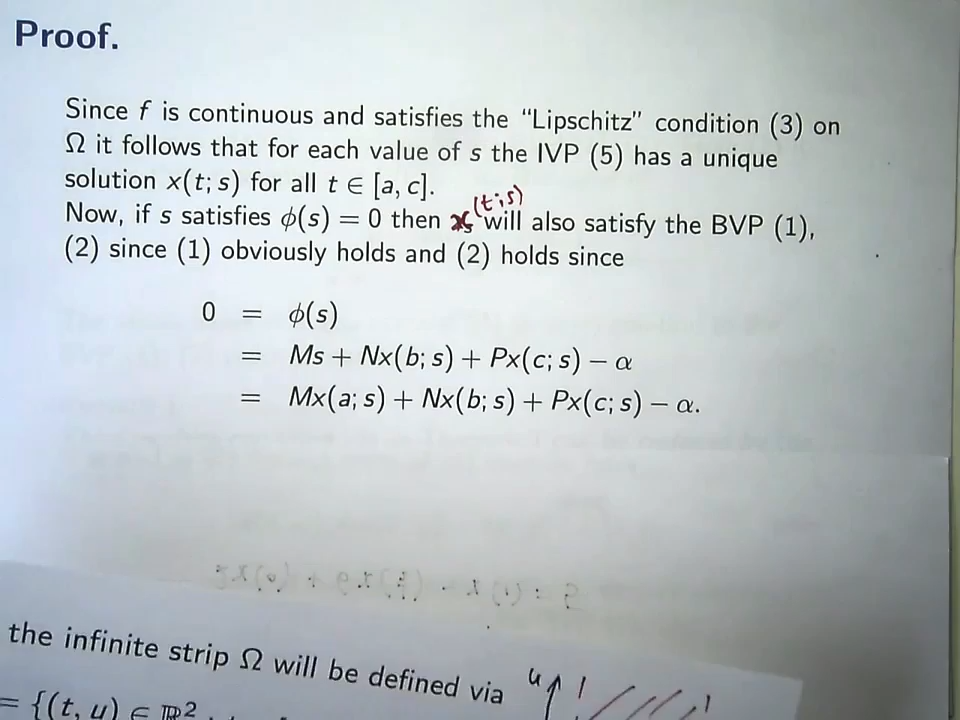 Proof.
Since f is continuous and satisfies the “Lipschitz” condition (3) on
Ω it follows that for each value of s the IVP (5) has a unique
solution x(t; s) for all t ∈ [a, c].
(t;s)
Now, if s satisfies ϕ(s) = 0 then x will also satisfy the BVP (1),
(2) since (1) obviously holds and (2) holds since
0 = ϕ(s)
= Ms + Nx(b; s) + Px(c; s) − α
= Mx(a; s) + Nx(b; s) + Px(c; s) − α.
the infinite strip Ω will be defined via
u
= {(t, u) ∈ ℝ²